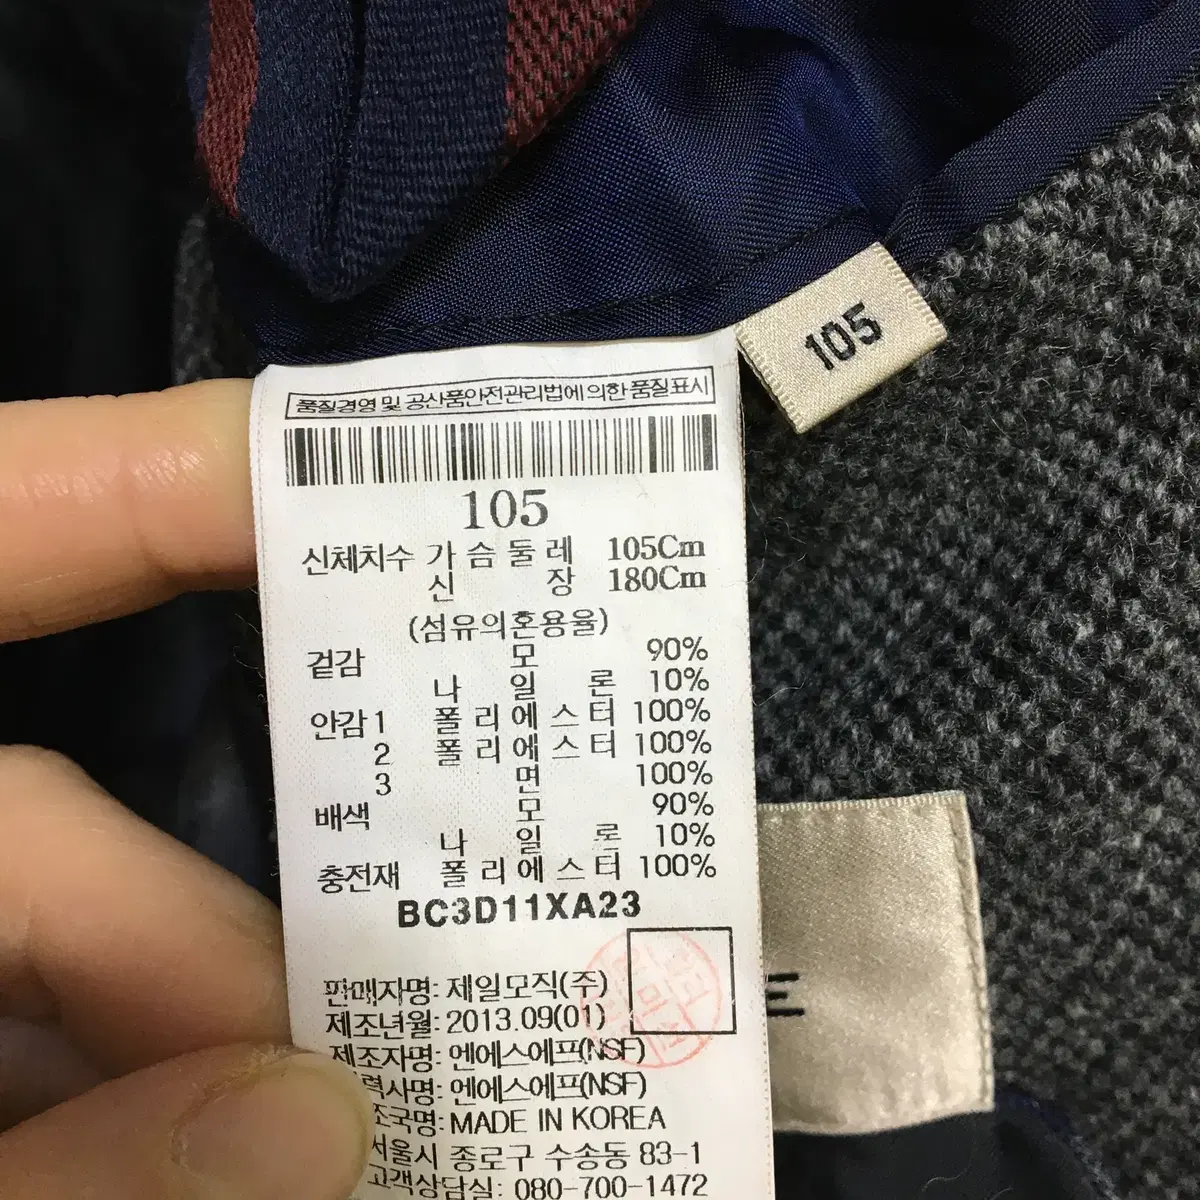 105
품질경영 및 공산품안전관리법에 의한 품질표시
105
신체치수 가슴둘레 105Cm
신장 180Cm
(섬유의혼용율)
겉감 모 90%
나일론 10%
안감 1 폴리에스터 100%
2 폴리에스터 100%
3 면 100%
배색 모 90%
나일론 10%
충전재 폴리에스터 100%
BC3D11XA23
판매자명: 제일모직(주)
제조년월: 2013.09(01)
제조자명: 엔에스에프(NSF)
력사명: 엔에스에프(NSF)
조국명: MADE IN KOREA
서울시 종로구 수송동 83-1
고객상담실: 080-700-1472
E